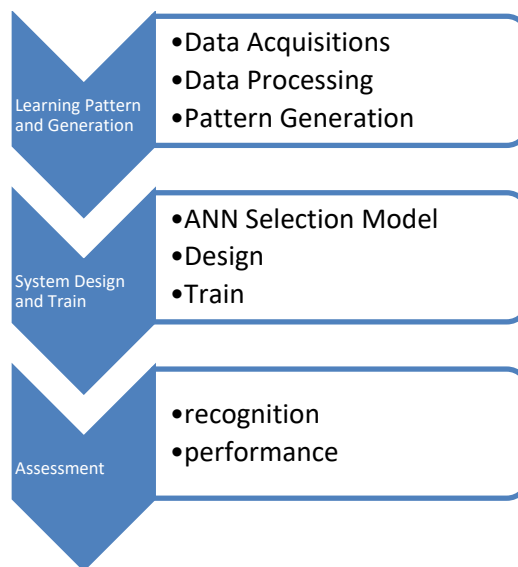 •Data Acquisitions
•Data Processing
•Pattern Generation
Learning Pattern
and Generation
•ANN Selection Model
•Design
•Train
System Design
and Train
•recognition
•performance
Assessment